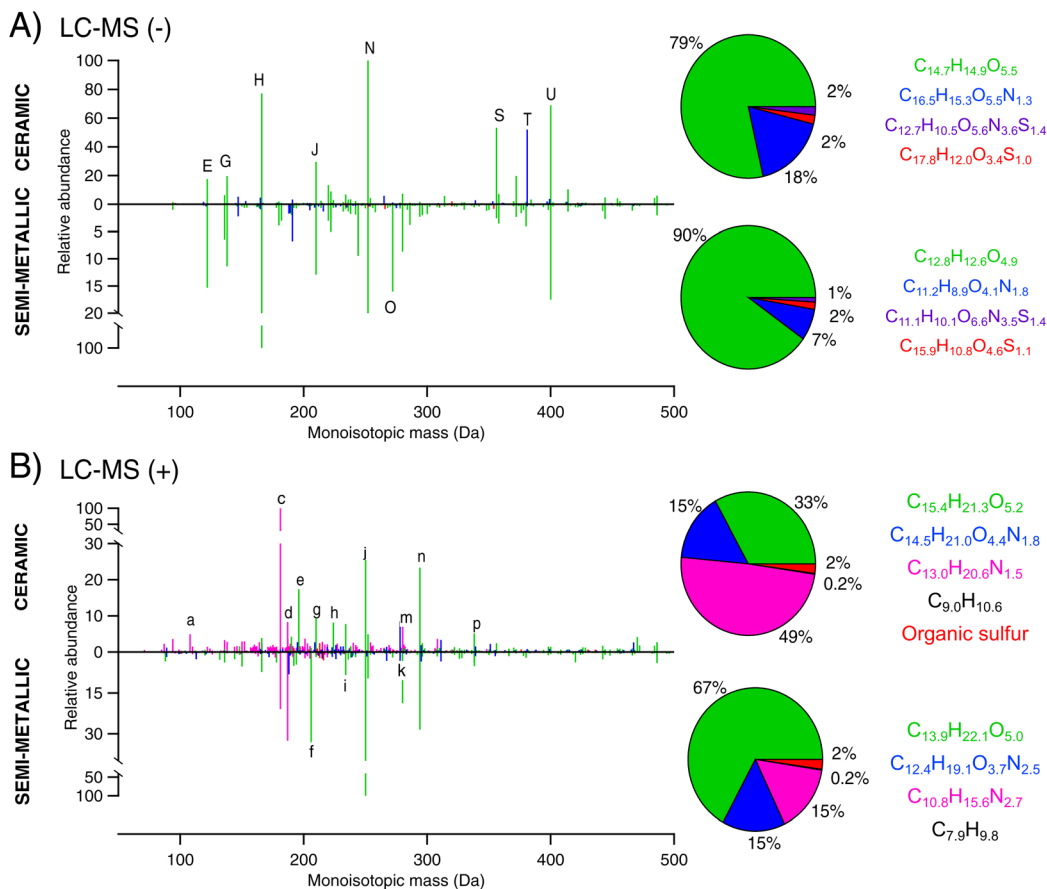 A) LC-MS (-)
SEMI-METALLIC CERAMIC
Relative abundance
100
80
60
40
20
0
5
10
15
20
100
E
G
H
J
N
O
S
T
U
100
200
300
400
500
Monoisotopic mass (Da)
79%
2%
2%
18%
C14.7H14.9O5.5
C16.5H15.3O5.5N1.3
C12.7H10.5O5.6N3.6S1.4
C17.8H12.0O3.4S1.0
90%
1%
2%
7%
C12.8H12.6O4.9
C11.2H8.9O4.1N1.8
C11.1H10.1O6.6N3.5S1.4
C15.9H10.8O4.6S1.1
B) LC-MS (+)
SEMI-METALLIC CERAMIC
Relative abundance
100
50
30
20
10
0
15
30
50
100
a
c
d
e
f
g
h
i
j
k
m
n
p
100
200
300
400
500
Monoisotopic mass (Da)
15%
33%
2%
0.2%
49%
C15.4H21.3O5.2
C14.5H21.0O4.4N1.8
C13.0H20.6N1.5
C9.0H10.6
Organic sulfur
67%
2%
0.2%
15%
15%
C13.9H22.1O5.0
C12.4H19.1O3.7N2.5
C10.8H15.6N2.7
C7.9H9.8